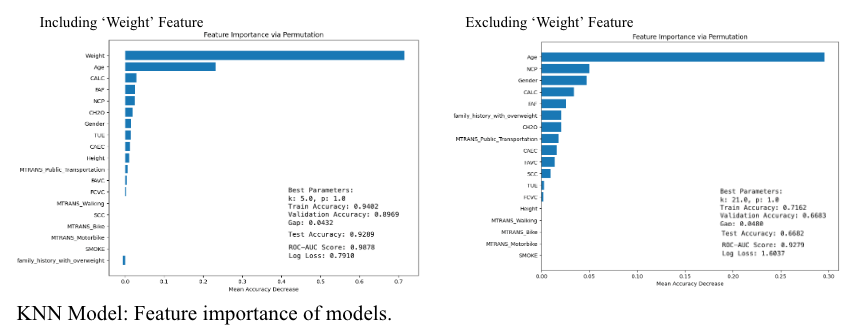 Including ‘Weight’ Feature
Feature Importance via Permutation
Weight
Age
CALC
FAF
NCP
CH2O
Gender
TUE
CAEC
Height
MTRANS_Public_Transportation
FAVC
FCVC
MTRANS_Walking
SCC
MTRANS_Bike
MTRANS_Motorbike
SMOKE
family_history_with_overweight
Best Parameters:
k: 5.0, p: 1.0
Train Accuracy: 0.9402
Validation Accuracy: 0.8969
Gap: 0.0432
Test Accuracy: 0.9289
ROC-AUC Score: 0.9878
Log Loss: 0.7910
0.0 0.1 0.2 0.3 0.4 0.5 0.6 0.7
Mean Accuracy Decrease
Excluding ‘Weight’ Feature
Feature Importance via Permutation
Age
NCP
Gender
CALC
FAF
family_history_with_overweight
CH2O
MTRANS_Public_Transportation
CAEC
FAVC
SCC
TUE
FCVC
Height
MTRANS_Walking
MTRANS_Bike
MTRANS_Motorbike
SMOKE
Best Parameters:
k: 21.0, p: 1.0
Train Accuracy: 0.7162
Validation Accuracy: 0.6683
Gap: 0.0480
Test Accuracy: 0.6682
ROC-AUC Score: 0.9279
Log Loss: 1.6037
0.00 0.05 0.10 0.15 0.20 0.25 0.30
Mean Accuracy Decrease
KNN Model: Feature importance of models.